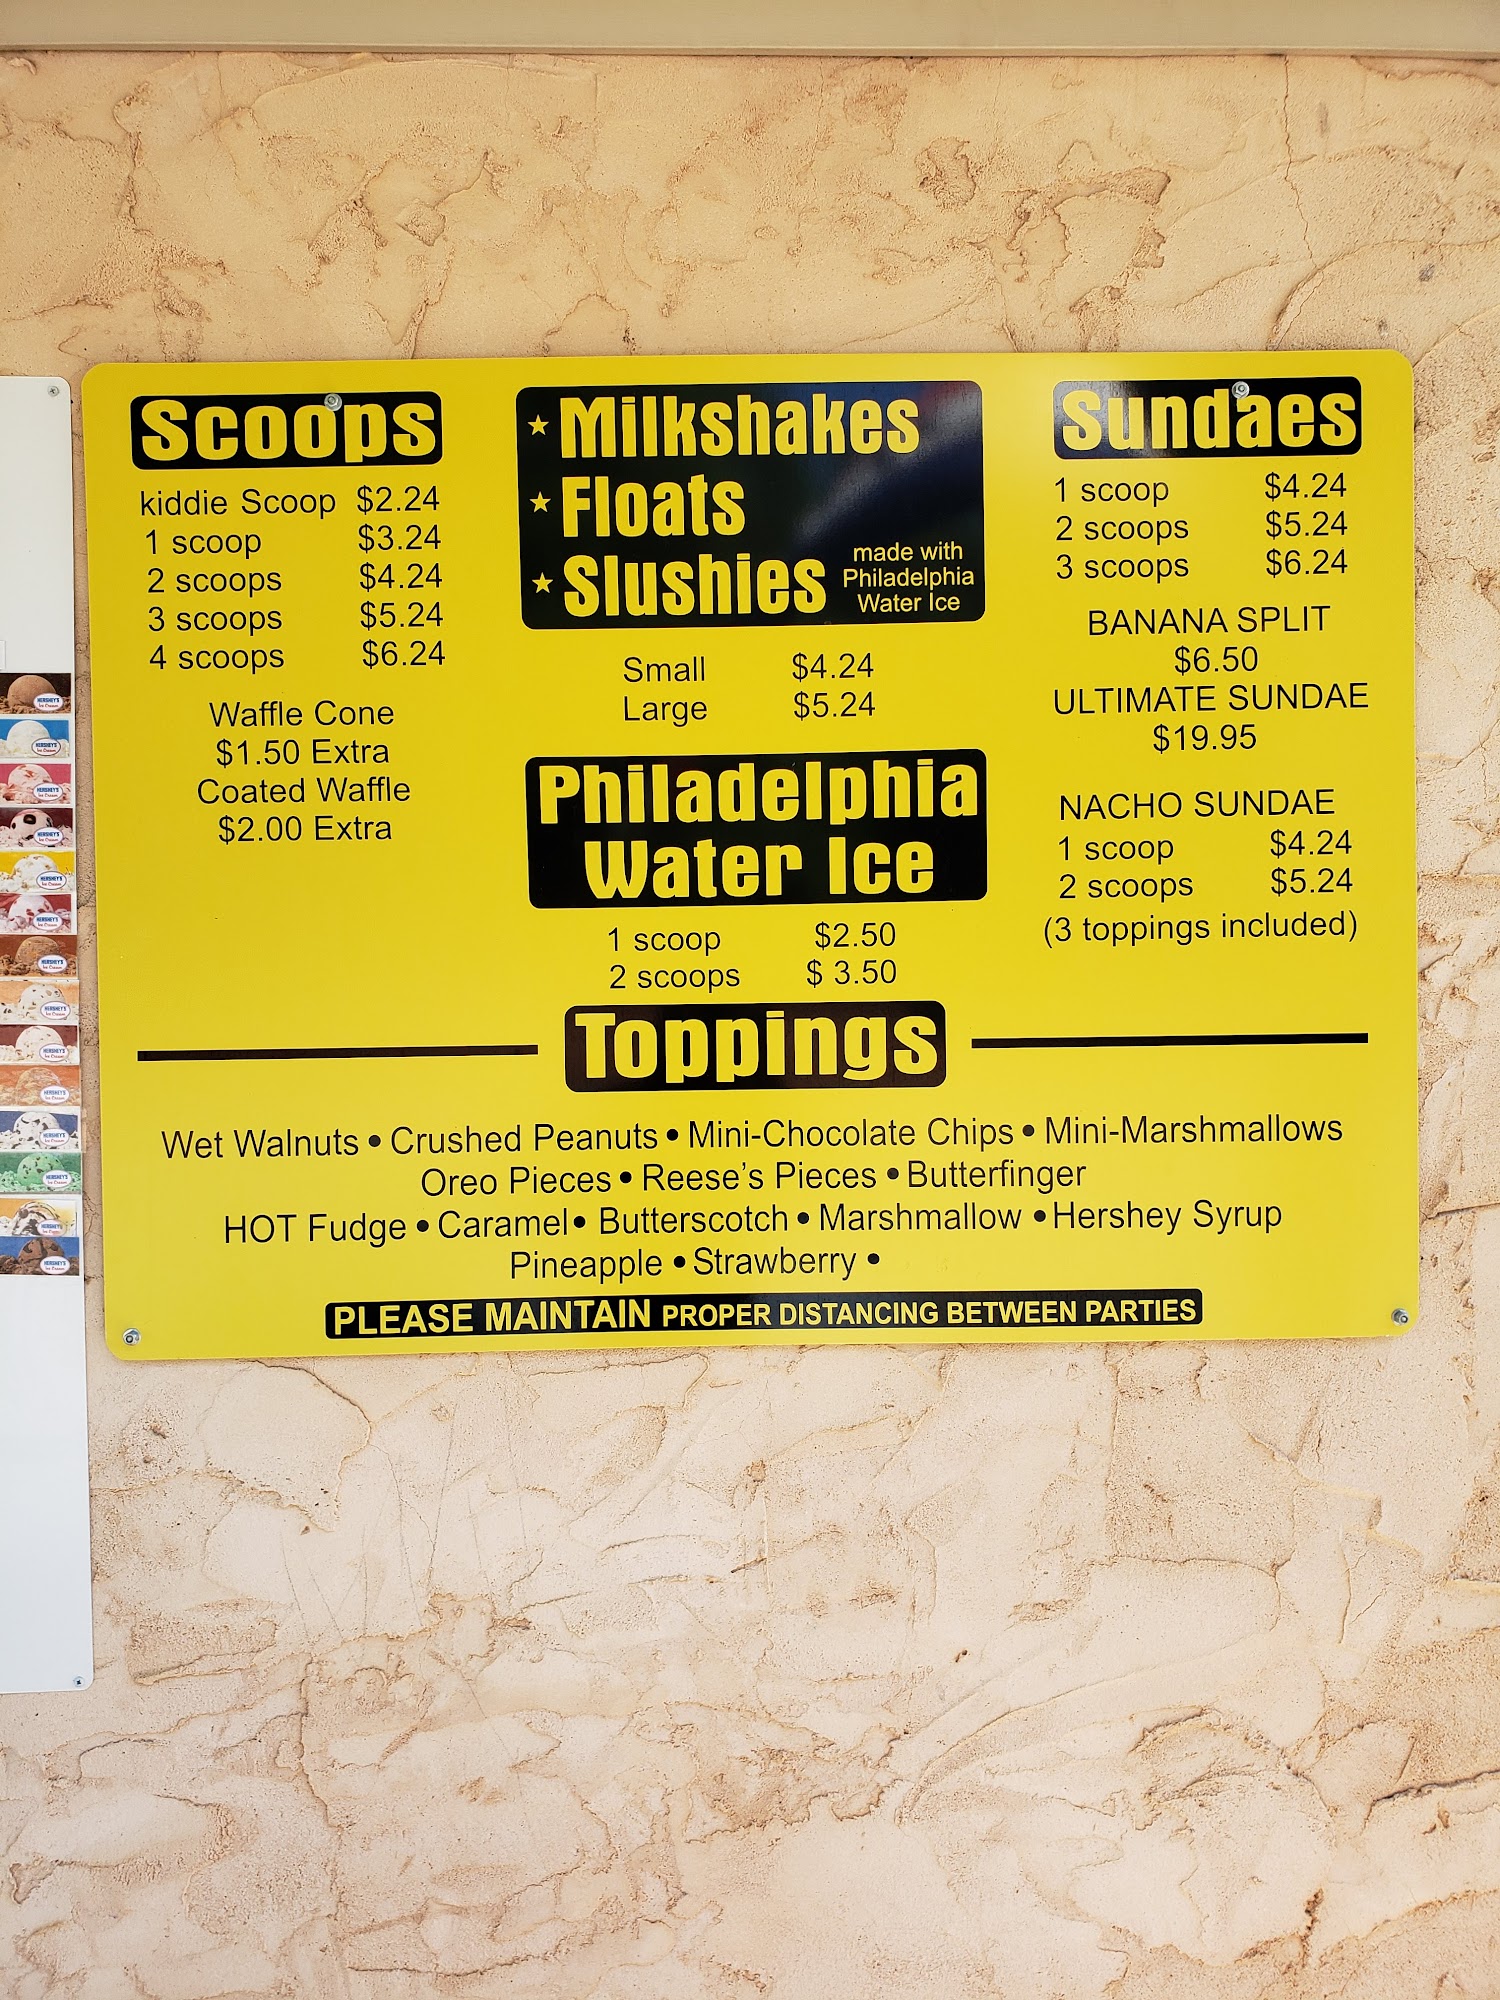 Scoops
kiddie Scoop $2.24
1 scoop $3.24
2 scoops $4.24
3 scoops $5.24
4 scoops $6.24
Waffle Cone
$1.50 Extra
Coated Waffle
$2.00 Extra
★ Milkshakes
★ Floats
★ Slushies
made with
Philadelphia
Water Ice
Small $4.24
Large $5.24
Philadelphia
Water Ice
1 scoop $2.50
2 scoops $ 3.50
Sundaes
1 scoop $4.24
2 scoops $5.24
3 scoops $6.24
BANANA SPLIT
$6.50
ULTIMATE SUNDAE
$19.95
NACHO SUNDAE
1 scoop $4.24
2 scoops $5.24
(3 toppings included)
Toppings
Wet Walnuts • Crushed Peanuts • Mini-Chocolate Chips • Mini-Marshmallows
Oreo Pieces • Reese's Pieces • Butterfinger
HOT Fudge • Caramel • Butterscotch • Marshmallow • Hershey Syrup
Pineapple • Strawberry •
PLEASE MAINTAIN PROPER DISTANCING BETWEEN PARTIES